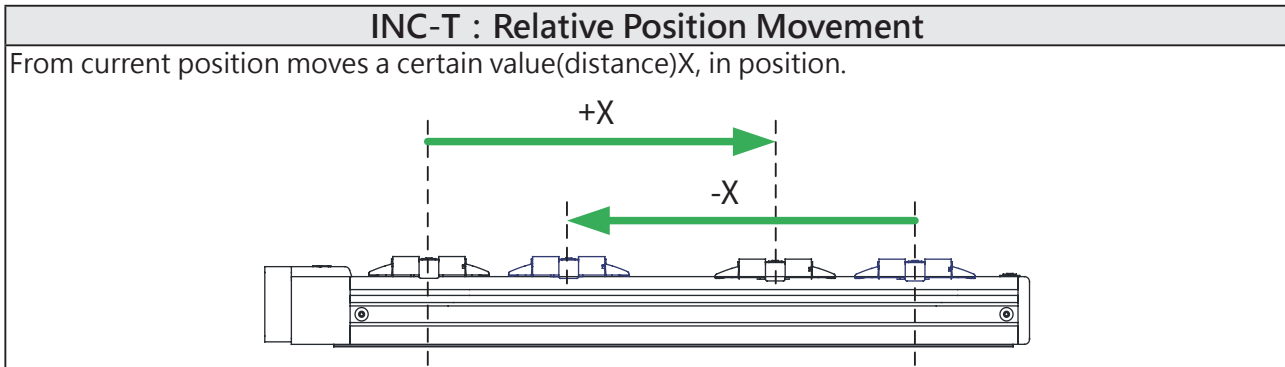 INC-T : Relative Position Movement
From current position moves a certain value(distance)X, in position.
+X
-X